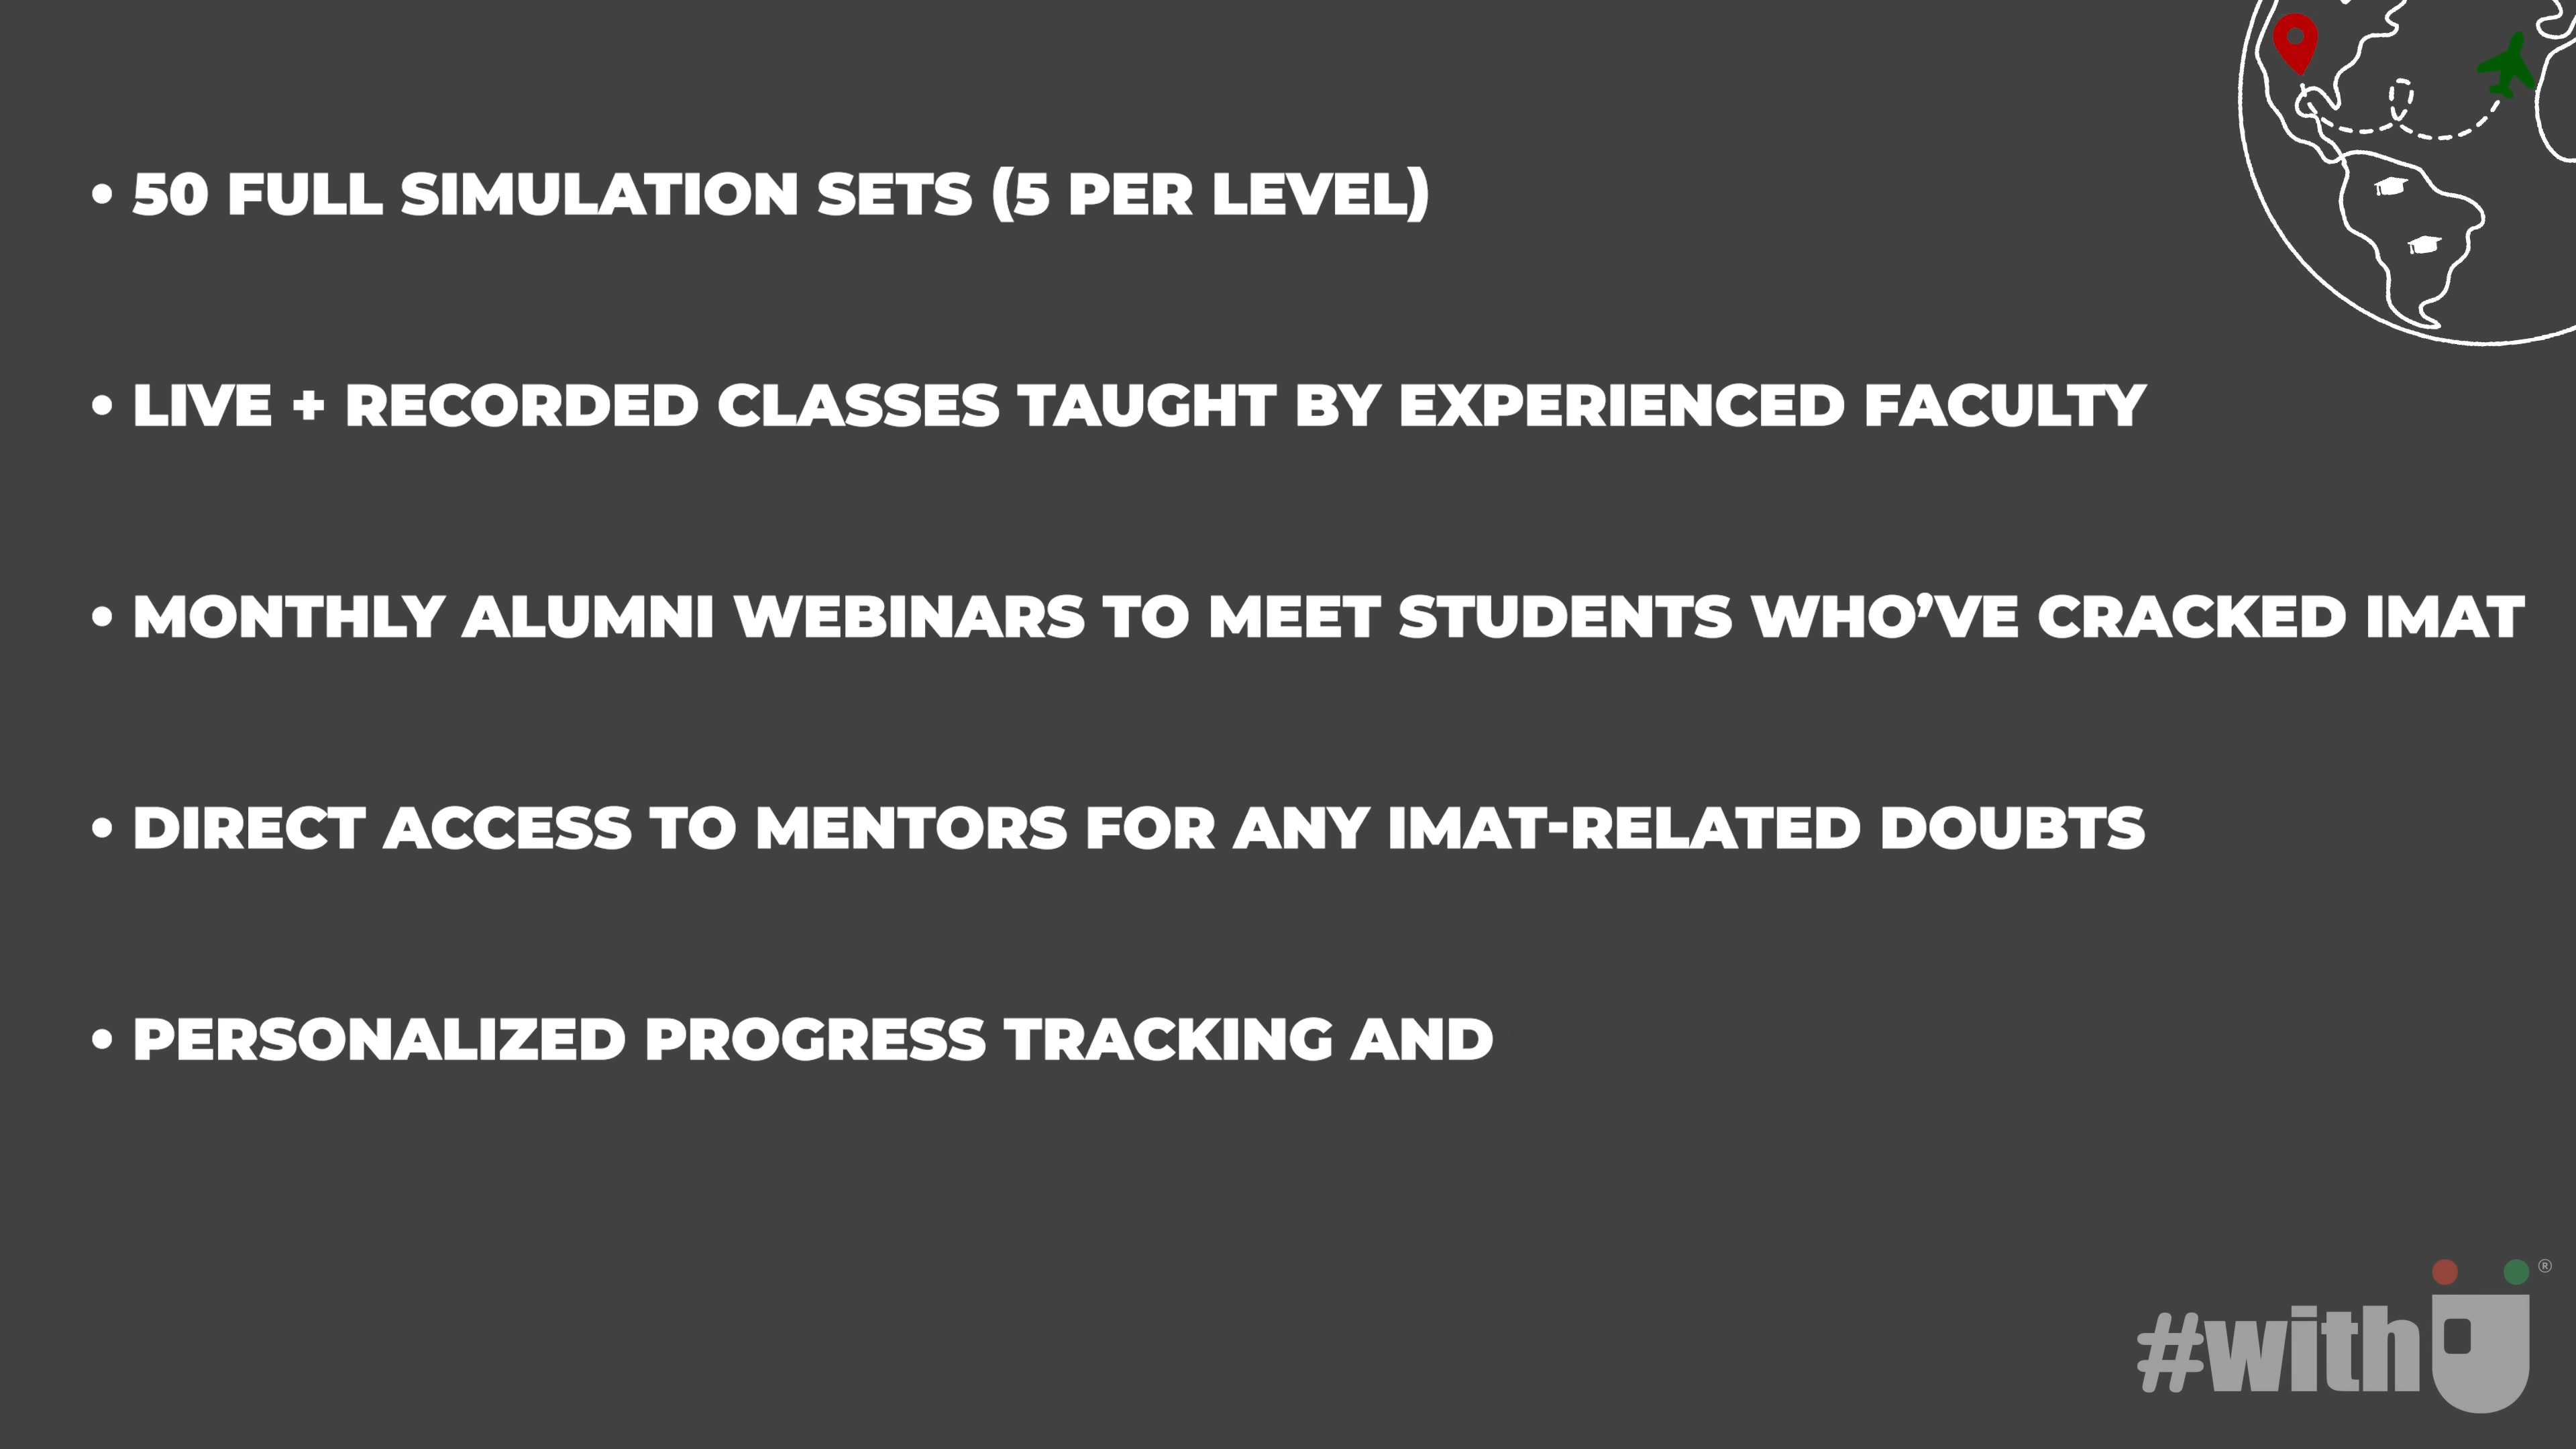 • 50 FULL SIMULATION SETS (5 PER LEVEL)
• LIVE + RECORDED CLASSES TAUGHT BY EXPERIENCED FACULTY
• MONTHLY ALUMNI WEBINARS TO MEET STUDENTS WHO’VE CRACKED IMAT
• DIRECT ACCESS TO MENTORS FOR ANY IMAT-RELATED DOUBTS
• PERSONALIZED PROGRESS TRACKING AND
#withU ®